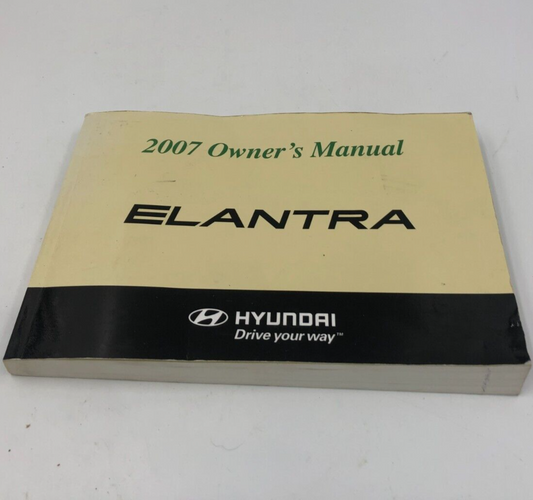 2007 Owner's Manual
ELANTRA
HYUNDAI
Drive your way™